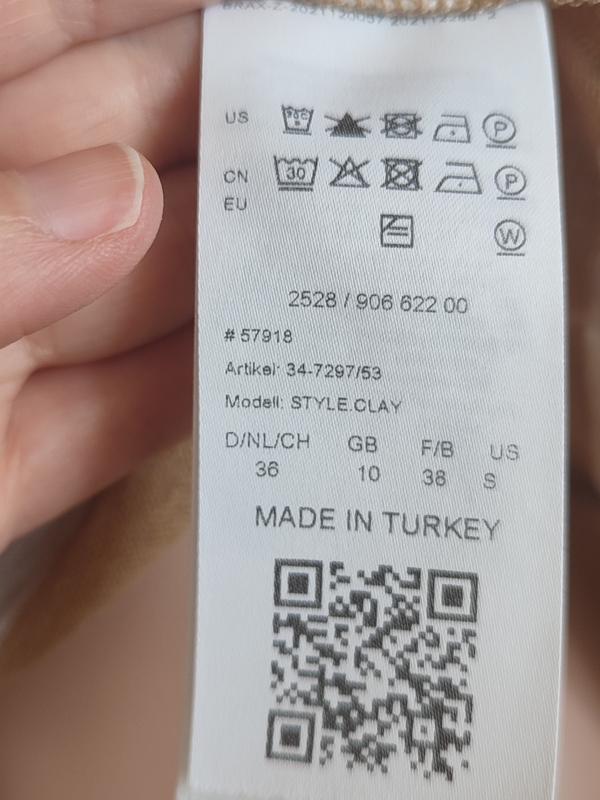 US
30°C P
CN
EU
30 P
W
2528 / 906 622 00
# 57918
Artikel: 34-7297/53
Modell: STYLE.CLAY
D/NL/CH GB F/B US
36 10 38 S
MADE IN TURKEY